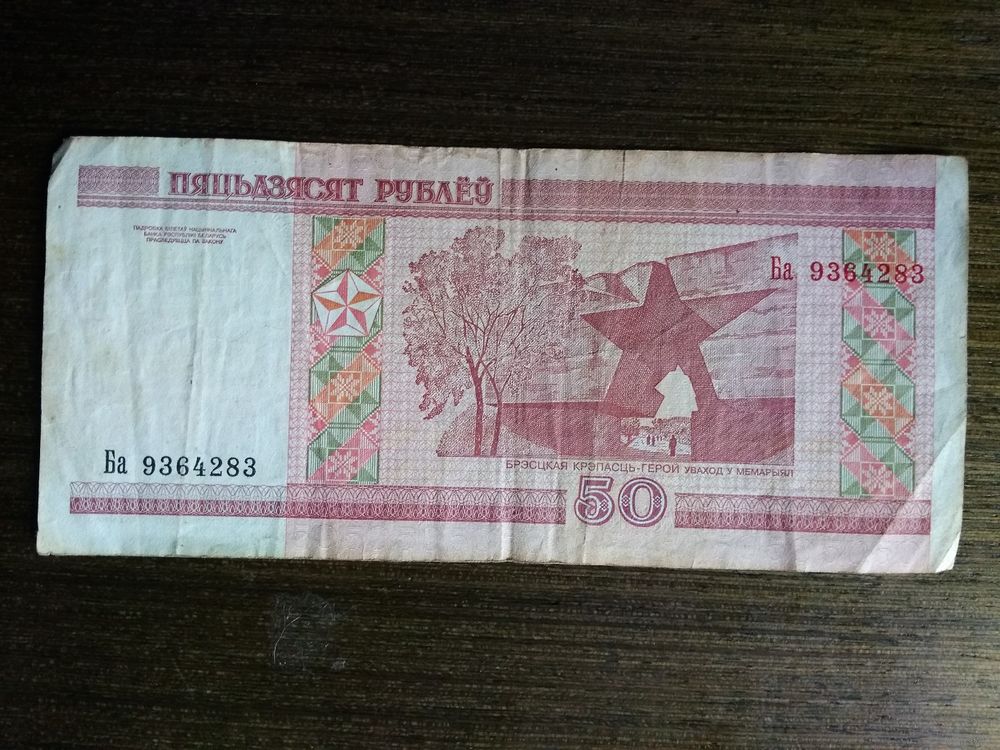 ПЯЦЬДЗЯСЯТ РУБЛЁЎ
ПАДРОБКА БІЛЕТАЎ НАЦЫЯНАЛЬНАГА
БАНКА РЭСПУБЛІКІ БЕЛАРУСЬ
ПРАСЛЕДУЕЦЦА ПА ЗАКОНУ
Ба 9364283
Ба 9364283
БРЭСЦКАЯ КРЭПАСЦЬ-ГЕРОЙ УВАХОД У МЕМАРЫЯЛ
50